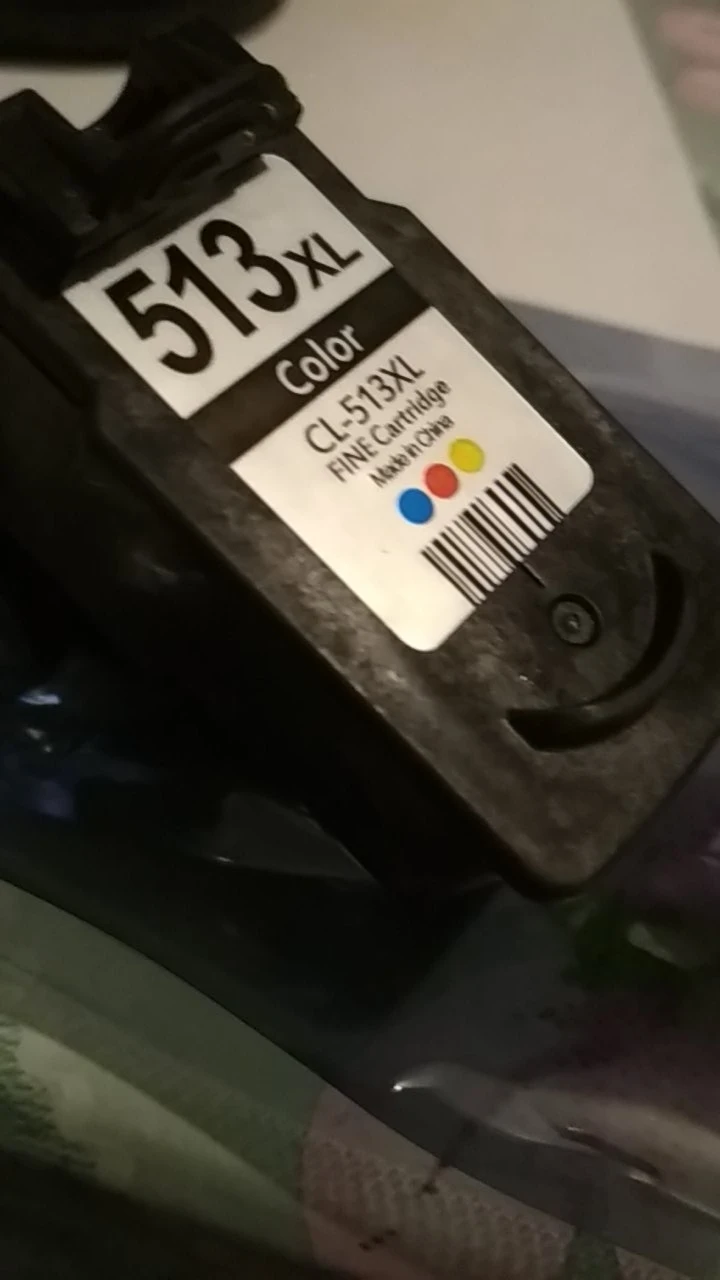 513XL
Color
CL-513XL
FINE Cartridge
Made in China